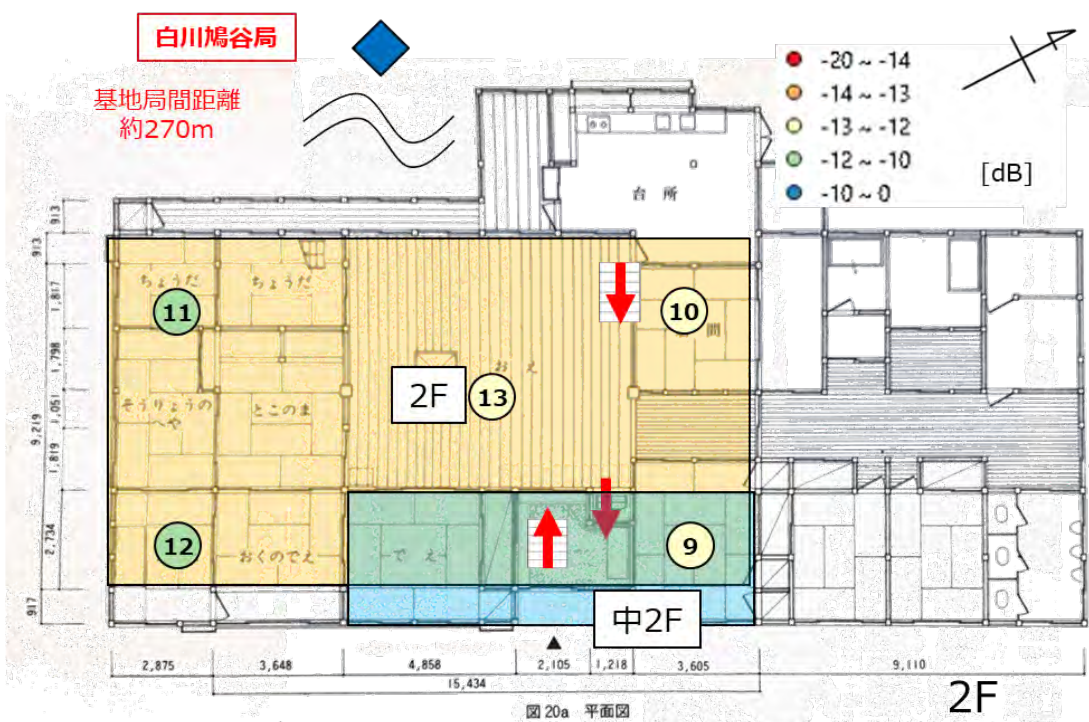 白川鳩谷局
基地局間距離
約270m
-20 ~ -14
-14 ~ -13
-13 ~ -12
-12 ~ -10
-10 ~ 0
[dB]
台所
913
913
1,817
1,798
1,051
1,819
2,734
917
9,219
ちょうだ
ちょうだ
11
10
間
2F
13
おえ
そうりょうの
へや
とこのま
12
おくのでえ
でえ
9
中2F
2,875
3,648
4,858
2,105
1,218
3,605
9,110
15,434
図20a 平面図
2F